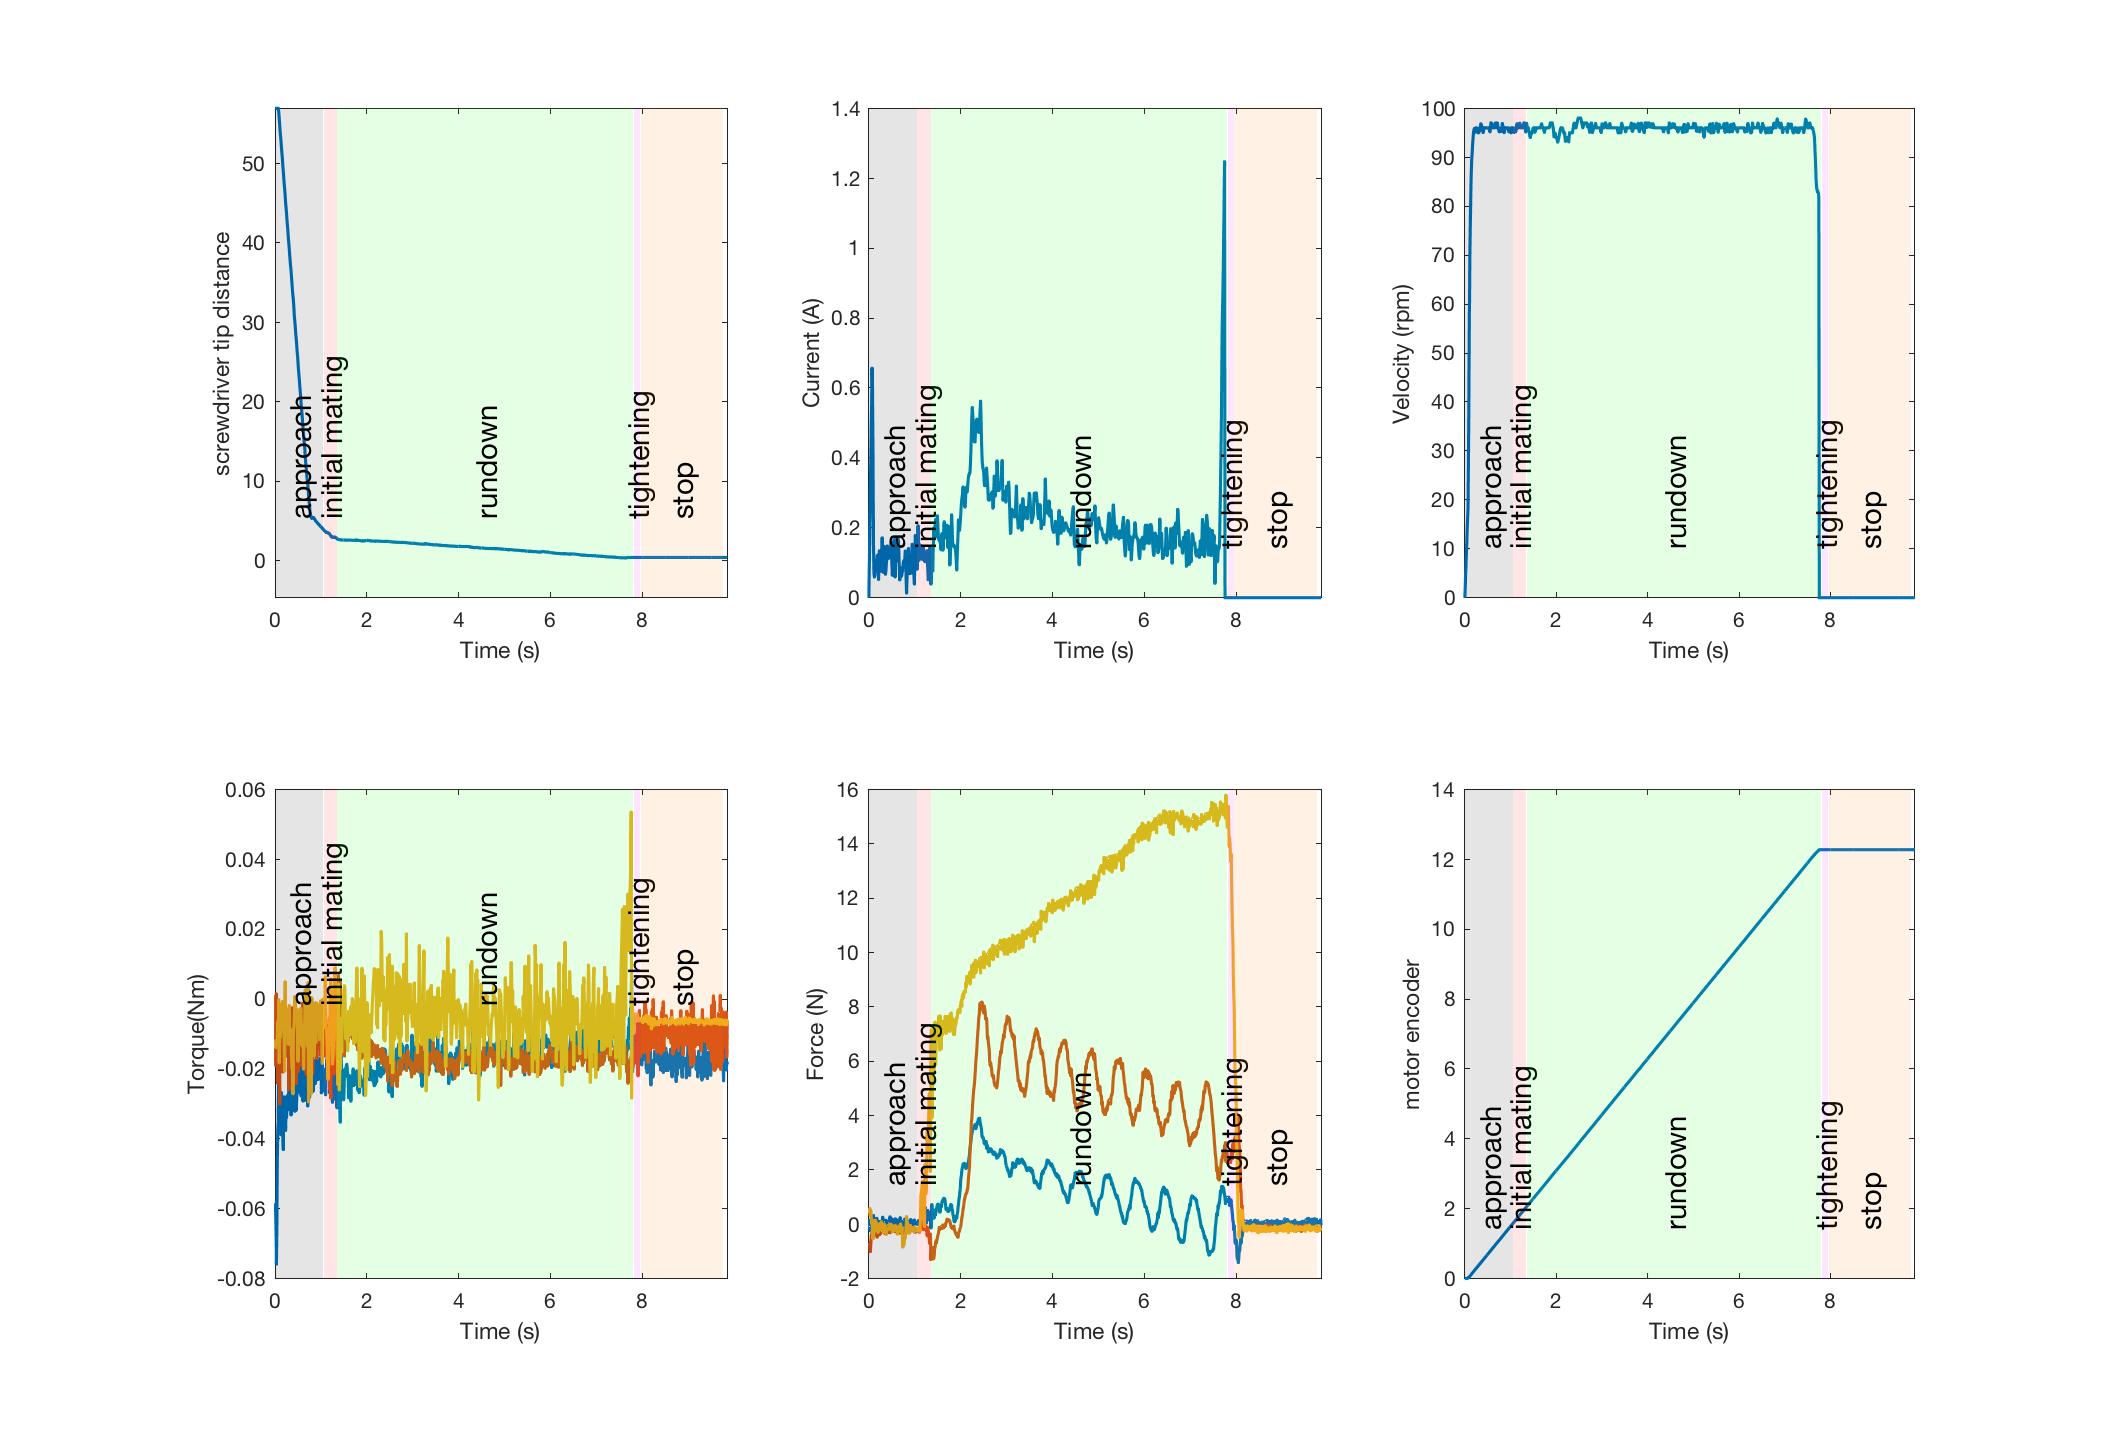 screwdriver tip distance
50
40
30
20
10
0
approach
initial mating
rundown
tightening
stop
0 2 4 6 8
Time (s)
Current (A)
1.4
1.2
1
0.8
0.6
0.4
0.2
0
approach
initial mating
rundown
tightening
stop
0 2 4 6 8
Time (s)
Velocity (rpm)
100
90
80
70
60
50
40
30
20
10
0
approach
initial mating
rundown
tightening
stop
0 2 4 6 8
Time (s)
Torque(Nm)
0.06
0.04
0.02
0
-0.02
-0.04
-0.06
-0.08
approach
initial mating
rundown
tightening
stop
0 2 4 6 8
Time (s)
Force (N)
16
14
12
10
8
6
4
2
0
-2
approach
initial mating
rundown
tightening
stop
0 2 4 6 8
Time (s)
motor encoder
14
12
10
8
6
4
2
0
approach
initial mating
rundown
tightening
stop
0 2 4 6 8
Time (s)